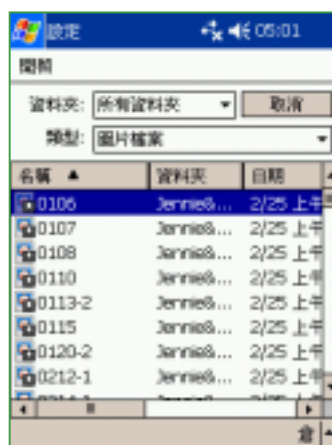 設定 05:01
開啟
資料夾: 所有資料夾 取消
類型: 圖片檔案
名稱 ▲ 資料夾 日期
0106 Jennie&... 2/25 上午
0107 Jennie&... 2/25 上午
0108 Jennie&... 2/25 上午
0110 Jennie&... 2/25 上午
0113-2 Jennie&... 2/25 上午
0115 Jennie&... 2/25 上午
0120-2 Jennie&... 2/25 上午
0212-1 Jennie&... 2/25 上午
倉